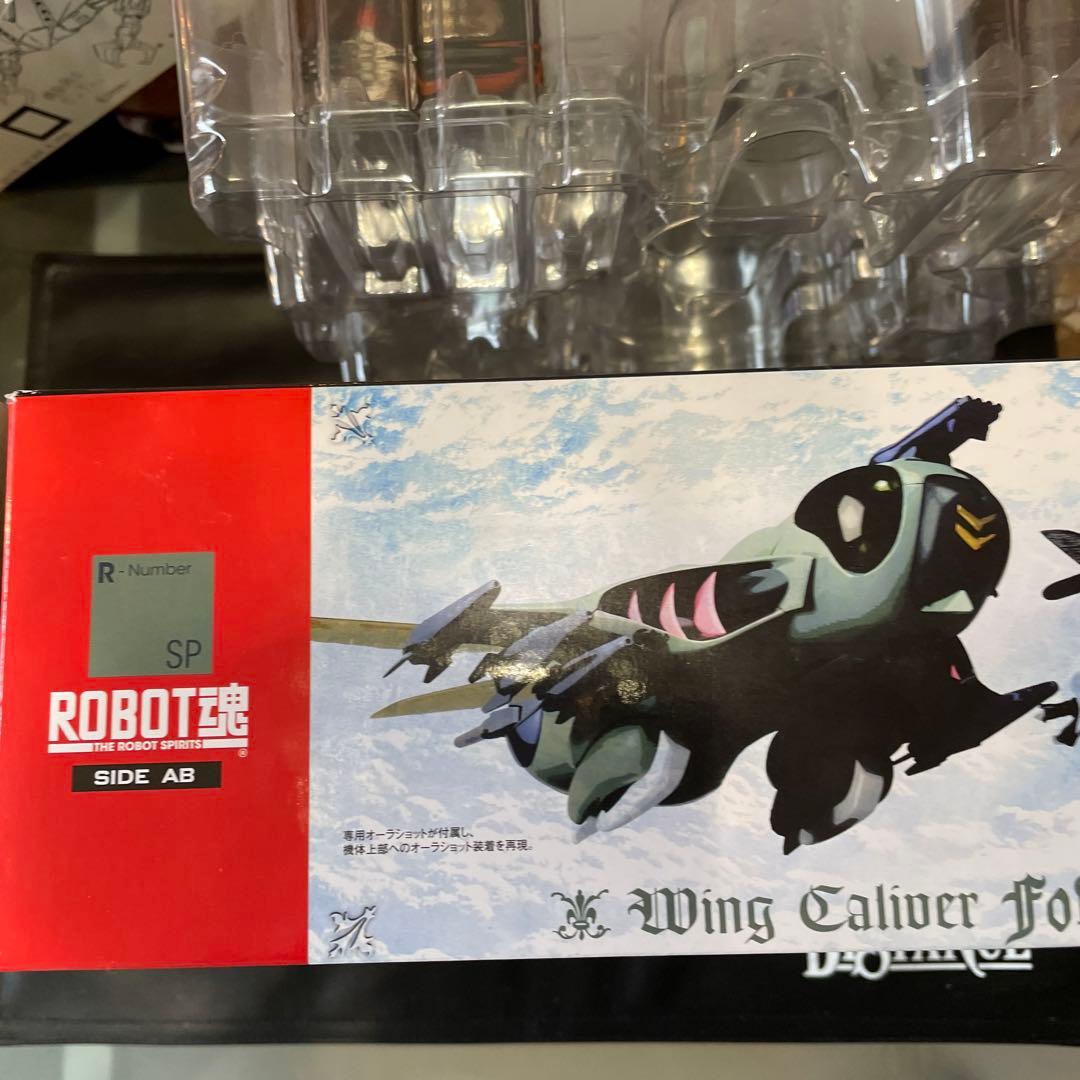 R - Number
SP
ROBOT魂
THE ROBOT SPIRITS
®
SIDE AB
専用オーラショットが付属し、
機体上部へのオーラショット装着を再現。
Wing Caliver Fo